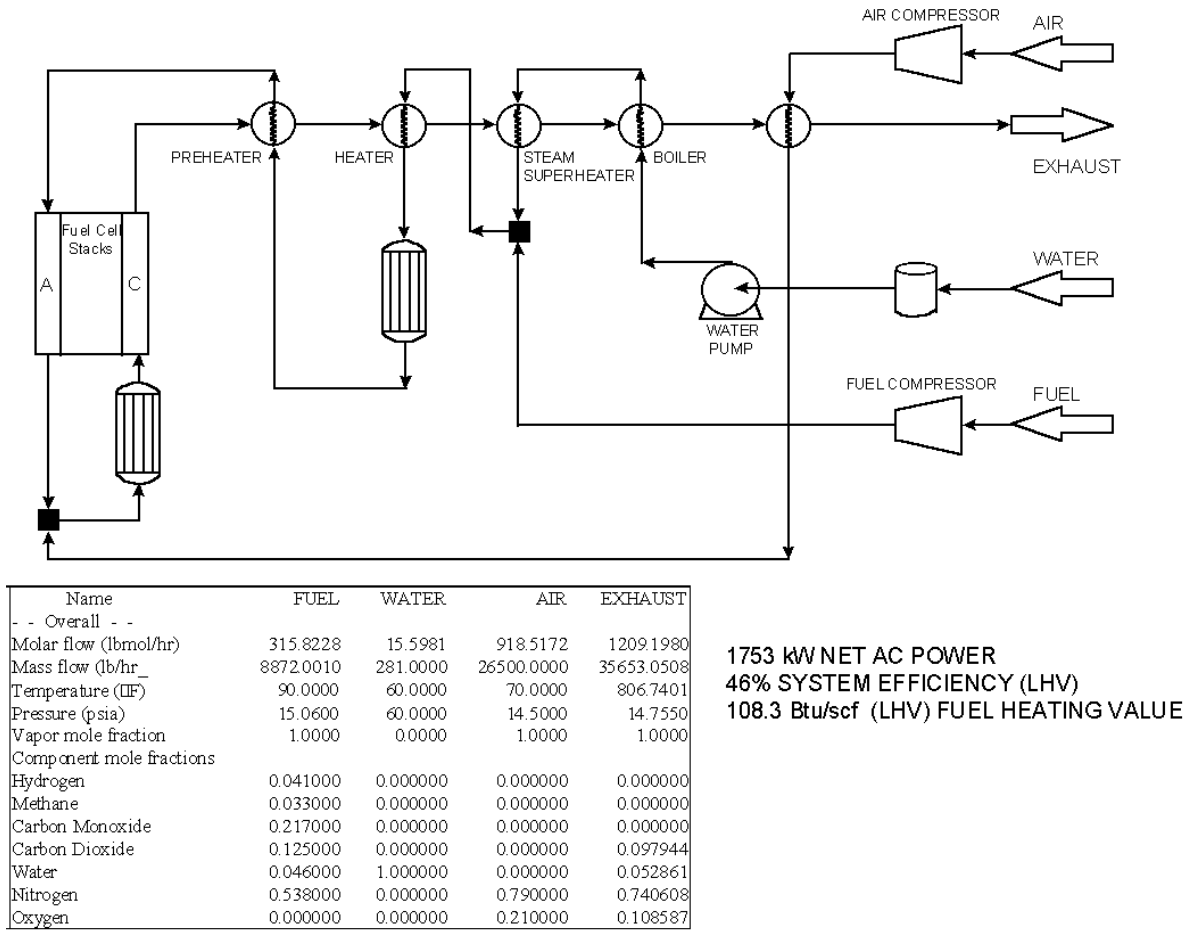 AIR COMPRESSOR
AIR
PREHEATER
HEATER
STEAM
SUPERHEATER
BOILER
EXHAUST
Fuel Cell
Stacks
A
C
WATER
WATER
PUMP
FUEL COMPRESSOR
FUEL
Name FUEL WATER AIR EXHAUST
- - Overall - -
Molar flow (lbmol/hr) 315.8228 15.5981 918.5172 1209.1980
Mass flow (lb/hr_ 8872.0010 281.0000 26500.0000 35653.0508
Temperature (□F) 90.0000 60.0000 70.0000 806.7401
Pressure (psia) 15.0600 60.0000 14.5000 14.7550
Vapor mole fraction 1.0000 0.0000 1.0000 1.0000
Component mole fractions
Hydrogen 0.041000 0.000000 0.000000 0.000000
Methane 0.033000 0.000000 0.000000 0.000000
Carbon Monoxide 0.217000 0.000000 0.000000 0.000000
Carbon Dioxide 0.125000 0.000000 0.000000 0.097944
Water 0.046000 1.000000 0.000000 0.052861
Nitrogen 0.538000 0.000000 0.790000 0.740608
Oxygen 0.000000 0.000000 0.210000 0.108587
1753 kW NET AC POWER
46% SYSTEM EFFICIENCY (LHV)
108.3 Btu/scf (LHV) FUEL HEATING VALUE